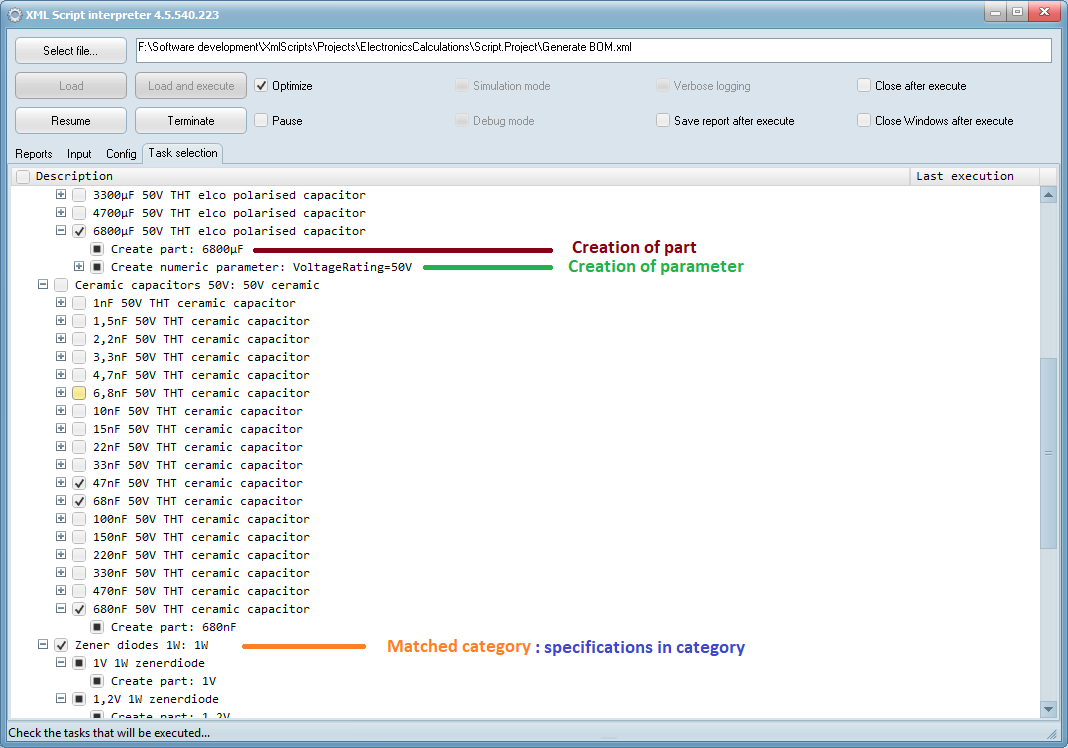 XML Script interpreter 4.5.540.223
Select file...
F:\Software development\XmlScripts\Projects\ElectronicsCalculations\Script.Project\Generate BOM.xml
Load
Load and execute
Optimize
Simulation mode
Verbose logging
Close after execute
Resume
Terminate
Pause
Debug mode
Save report after execute
Close Windows after execute
Reports
Input
Config
Task selection
Description
Last execution
3300µF 50V THT elco polarised capacitor
4700µF 50V THT elco polarised capacitor
6800µF 50V THT elco polarised capacitor
Create part: 6800µF
Creation of part
Create numeric parameter: VoltageRating=50V
Creation of parameter
Ceramic capacitors 50V: 50V ceramic
1nF 50V THT ceramic capacitor
1,5nF 50V THT ceramic capacitor
2,2nF 50V THT ceramic capacitor
3,3nF 50V THT ceramic capacitor
4,7nF 50V THT ceramic capacitor
6,8nF 50V THT ceramic capacitor
10nF 50V THT ceramic capacitor
15nF 50V THT ceramic capacitor
22nF 50V THT ceramic capacitor
33nF 50V THT ceramic capacitor
47nF 50V THT ceramic capacitor
68nF 50V THT ceramic capacitor
100nF 50V THT ceramic capacitor
150nF 50V THT ceramic capacitor
220nF 50V THT ceramic capacitor
330nF 50V THT ceramic capacitor
470nF 50V THT ceramic capacitor
680nF 50V THT ceramic capacitor
Create part: 680nF
Zener diodes 1W: 1W
Matched category : specifications in category
1V 1W zenerdiode
Create part: 1V
1,2V 1W zenerdiode
Create part: 1,2V
Check the tasks that will be executed...